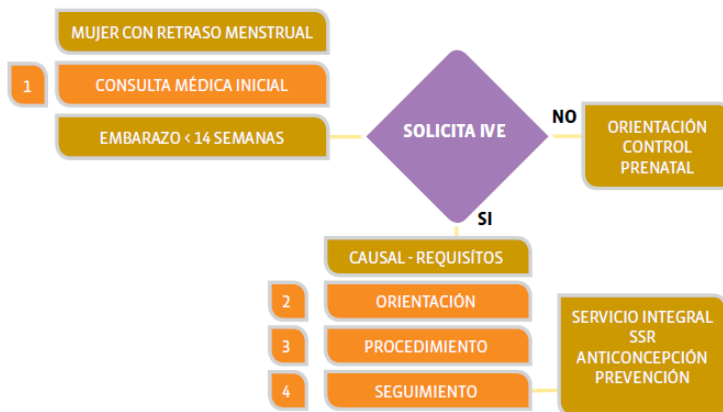 MUJER CON RETRASO MENSTRUAL
1
CONSULTA MÉDICA INICIAL
EMBARAZO < 14 SEMANAS
SOLICITA IVE
NO
ORIENTACIÓN
CONTROL
PRENATAL
SI
CAUSAL - REQUISÍTOS
2
ORIENTACIÓN
3
PROCEDIMIENTO
4
SEGUIMIENTO
SERVICIO INTEGRAL
SSR
ANTICONCEPCIÓN
PREVENCIÓN